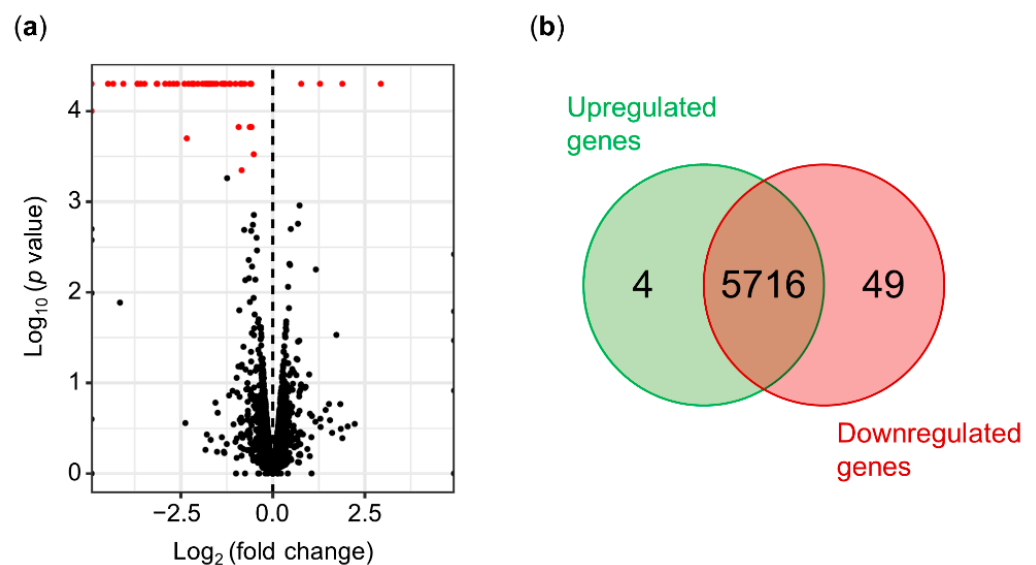 (a)
(b)
4
3
2
1
0
Log₁₀ (p value)
−2.5
0.0
2.5
Log₂ (fold change)
Upregulated
genes
4
5716
49
Downregulated
genes